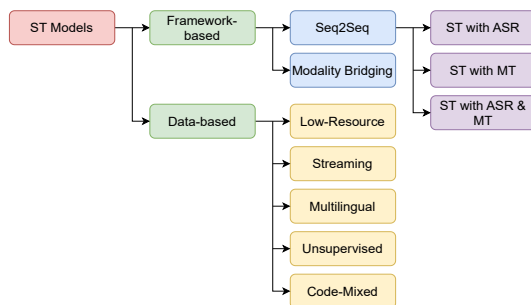 ST Models
Framework-
based
Seq2Seq
ST with ASR
Modality Bridging
ST with MT
ST with ASR &
MT
Data-based
Low-Resource
Streaming
Multilingual
Unsupervised
Code-Mixed